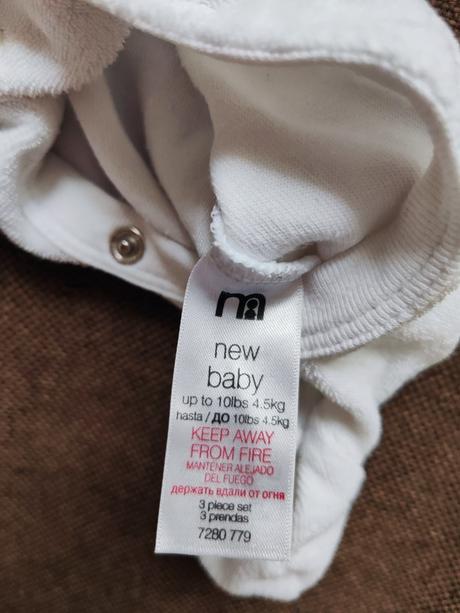 new
baby
up to 10lbs 4.5kg
hasta / ДО 10lbs 4.5kg
KEEP AWAY
FROM FIRE
MANTENER ALEJADO
DEL FUEGO
держать вдали от огня
3 piece set
3 prendas
7280 779